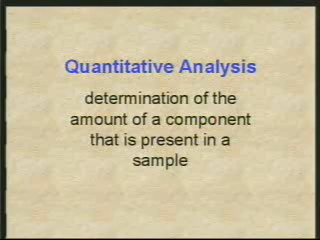 Quantitative Analysis
determination of the
amount of a component
that is present in a
sample